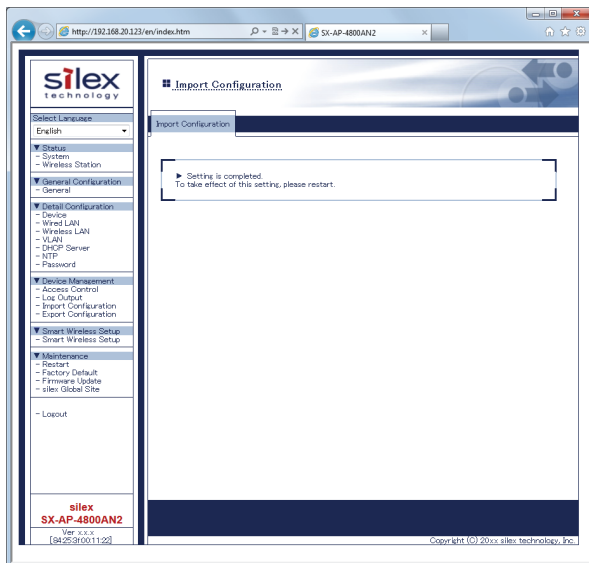 http://192.168.20.123/en/index.htm
SX-AP-4800AN2
silex
technology
Select Language
English
▼ Status
- System
- Wireless Station
▼ General Configuration
- General
▼ Detail Configuration
- Device
- Wired LAN
- Wireless LAN
- VLAN
- DHCP Server
- NTP
- Password
▼ Device Management
- Access Control
- Log Output
- Import Configuration
- Export Configuration
▼ Smart Wireless Setup
- Smart Wireless Setup
▼ Maintenance
- Restart
- Factory Default
- Firmware Update
- silex Global Site
- Logout
silex
SX-AP-4800AN2
Ver x.x.x
[84:25:3f:00:11:22]
Import Configuration
Import Configuration
► Setting is completed.
To take effect of this setting, please restart.
Copyright (C) 20xx silex technology, Inc.